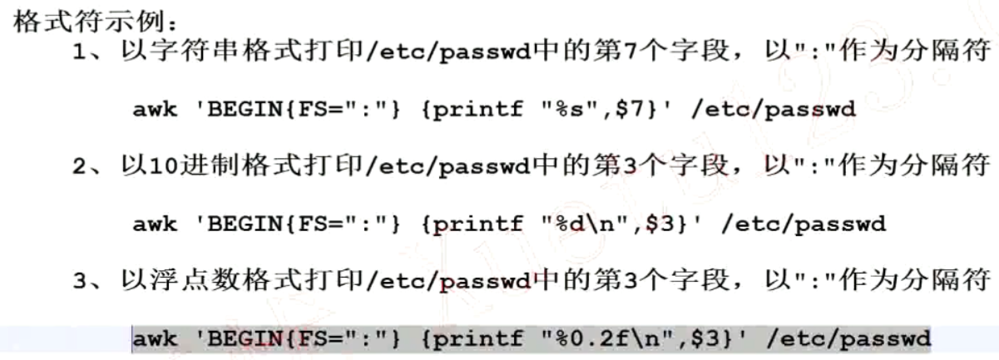 格式符示例：
1、以字符串格式打印/etc/passwd中的第7个字段，以":"作为分隔符
awk 'BEGIN{FS=":"} {printf "%s",$7}' /etc/passwd
2、以10进制格式打印/etc/passwd中的第3个字段，以":"作为分隔符
awk 'BEGIN{FS=":"} {printf "%d\n",$3}' /etc/passwd
3、以浮点数格式打印/etc/passwd中的第3个字段，以":"作为分隔符
awk 'BEGIN{FS=":"} {printf "%0.2f\n",$3}' /etc/passwd